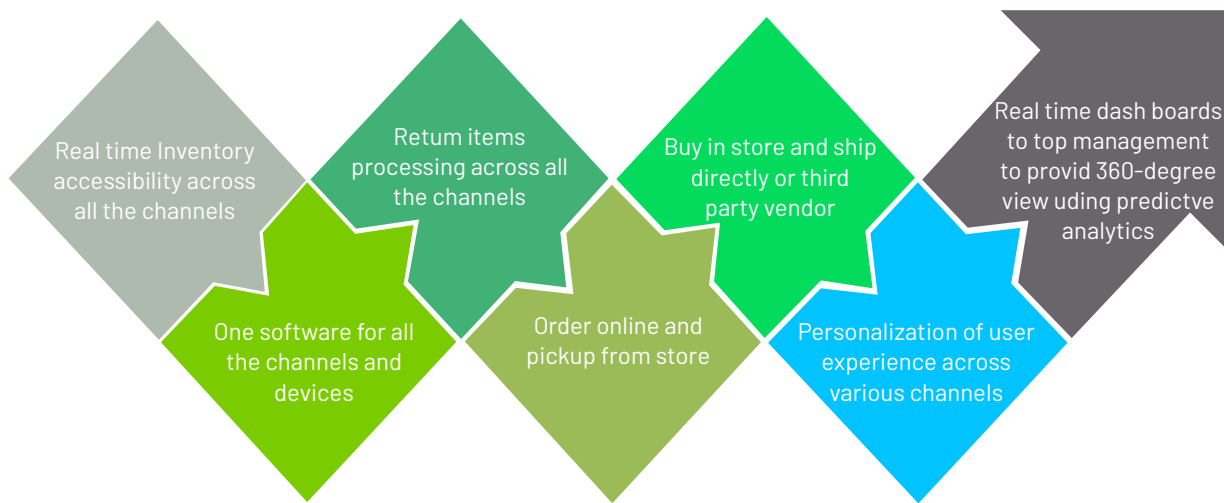 Real time Inventory
accessibility across
all the channels
One software for all
the channels and
devices
Retum items
processing across all
the channels
Order online and
pickup from store
Buy in store and ship
directly or third
party vendor
Personalization of user
experience across
various channels
Real time dash boards
to top management
to provid 360-degree
view uding predictve
analytics